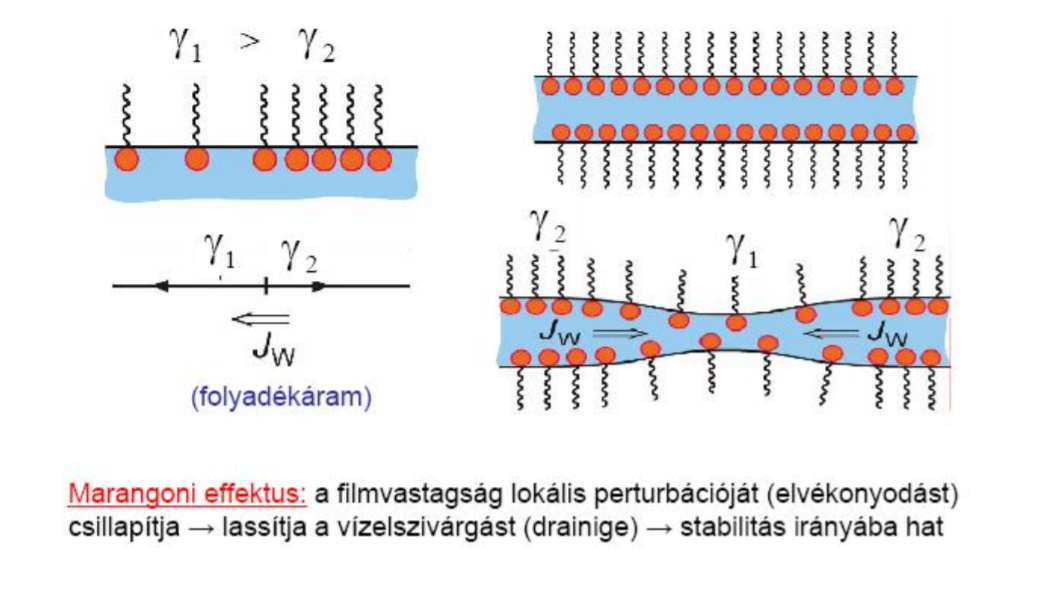 γ1 > γ2
γ1 γ2
JW
(folyadékáram)
γ2 γ1 γ2
JW JW
Marangoni effektus: a filmvastagság lokális perturbációját (elvékonyodást)
csillapítja → lassítja a vízelszivárgást (drainige) → stabilitás irányába hat